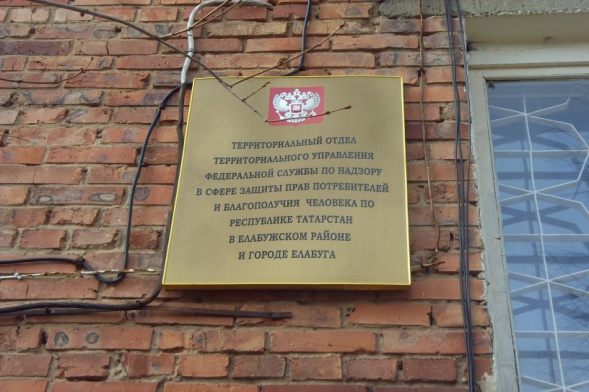 ТЕРРИТОРИАЛЬНЫЙ ОТДЕЛ
ТЕРРИТОРИАЛЬНОГО УПРАВЛЕНИЯ
ФЕДЕРАЛЬНОЙ СЛУЖБЫ ПО НАДЗОРУ
В СФЕРЕ ЗАЩИТЫ ПРАВ ПОТРЕБИТЕЛЕЙ
И БЛАГОПОЛУЧИЯ ЧЕЛОВЕКА ПО
РЕСПУБЛИКЕ ТАТАРСТАН
В ЕЛАБУЖСКОМ РАЙОНЕ
И ГОРОДЕ ЕЛАБУГА